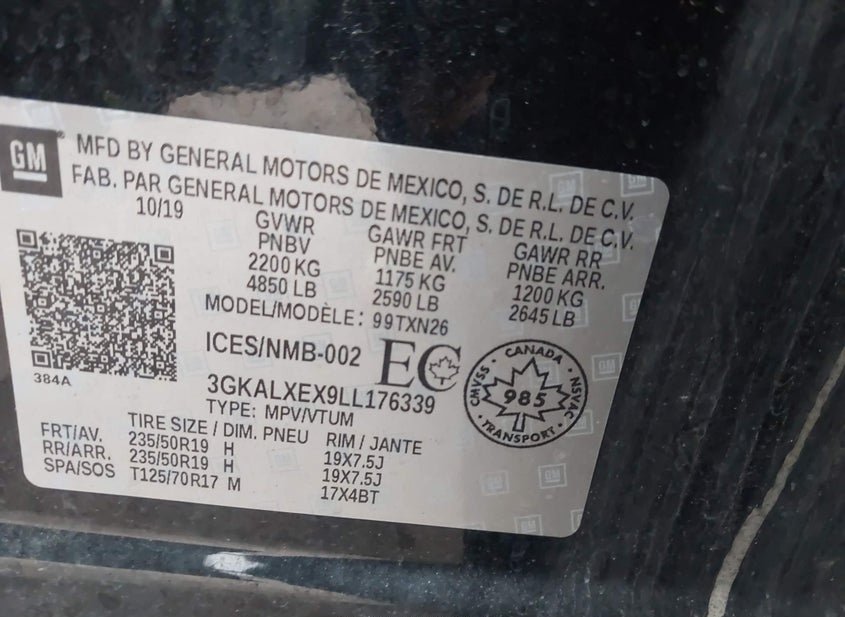 GM
MFD BY GENERAL MOTORS DE MEXICO, S. DE R.L. DE C.V.
FAB. PAR GENERAL MOTORS DE MEXICO, S. DE R.L. DE C.V.
10/19
GVWR GAWR FRT GAWR RR
PNBV PNBE AV. PNBE ARR.
2200 KG 1175 KG 1200 KG
4850 LB 2590 LB 2645 LB
MODEL/MODÈLE: 99TXN26
384A
ICES/NMB-002 EC
CANADA
CMVSS 985 NSVAC
TRANSPORT
3GKALXEX9LL176339
TYPE: MPV/VTUM
TIRE SIZE / DIM. PNEU RIM / JANTE
FRT/AV. 235/50R19 H 19X7.5J
RR/ARR. 235/50R19 H 19X7.5J
SPA/SOS T125/70R17 M 17X4BT